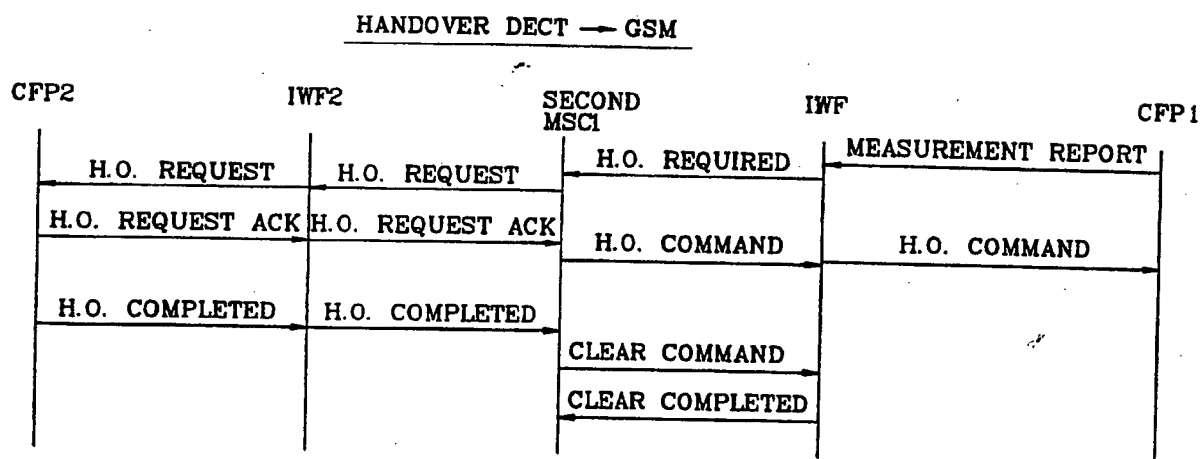 HANDOVER DECT → GSM
CFP2
IWF2
SECOND
MSC1
IWF
CFP1
MEASUREMENT REPORT
H.O. REQUIRED
H.O. REQUEST
H.O. REQUEST
H.O. REQUEST ACK
H.O. REQUEST ACK
H.O. COMMAND
H.O. COMMAND
H.O. COMPLETED
H.O. COMPLETED
CLEAR COMMAND
CLEAR COMPLETED